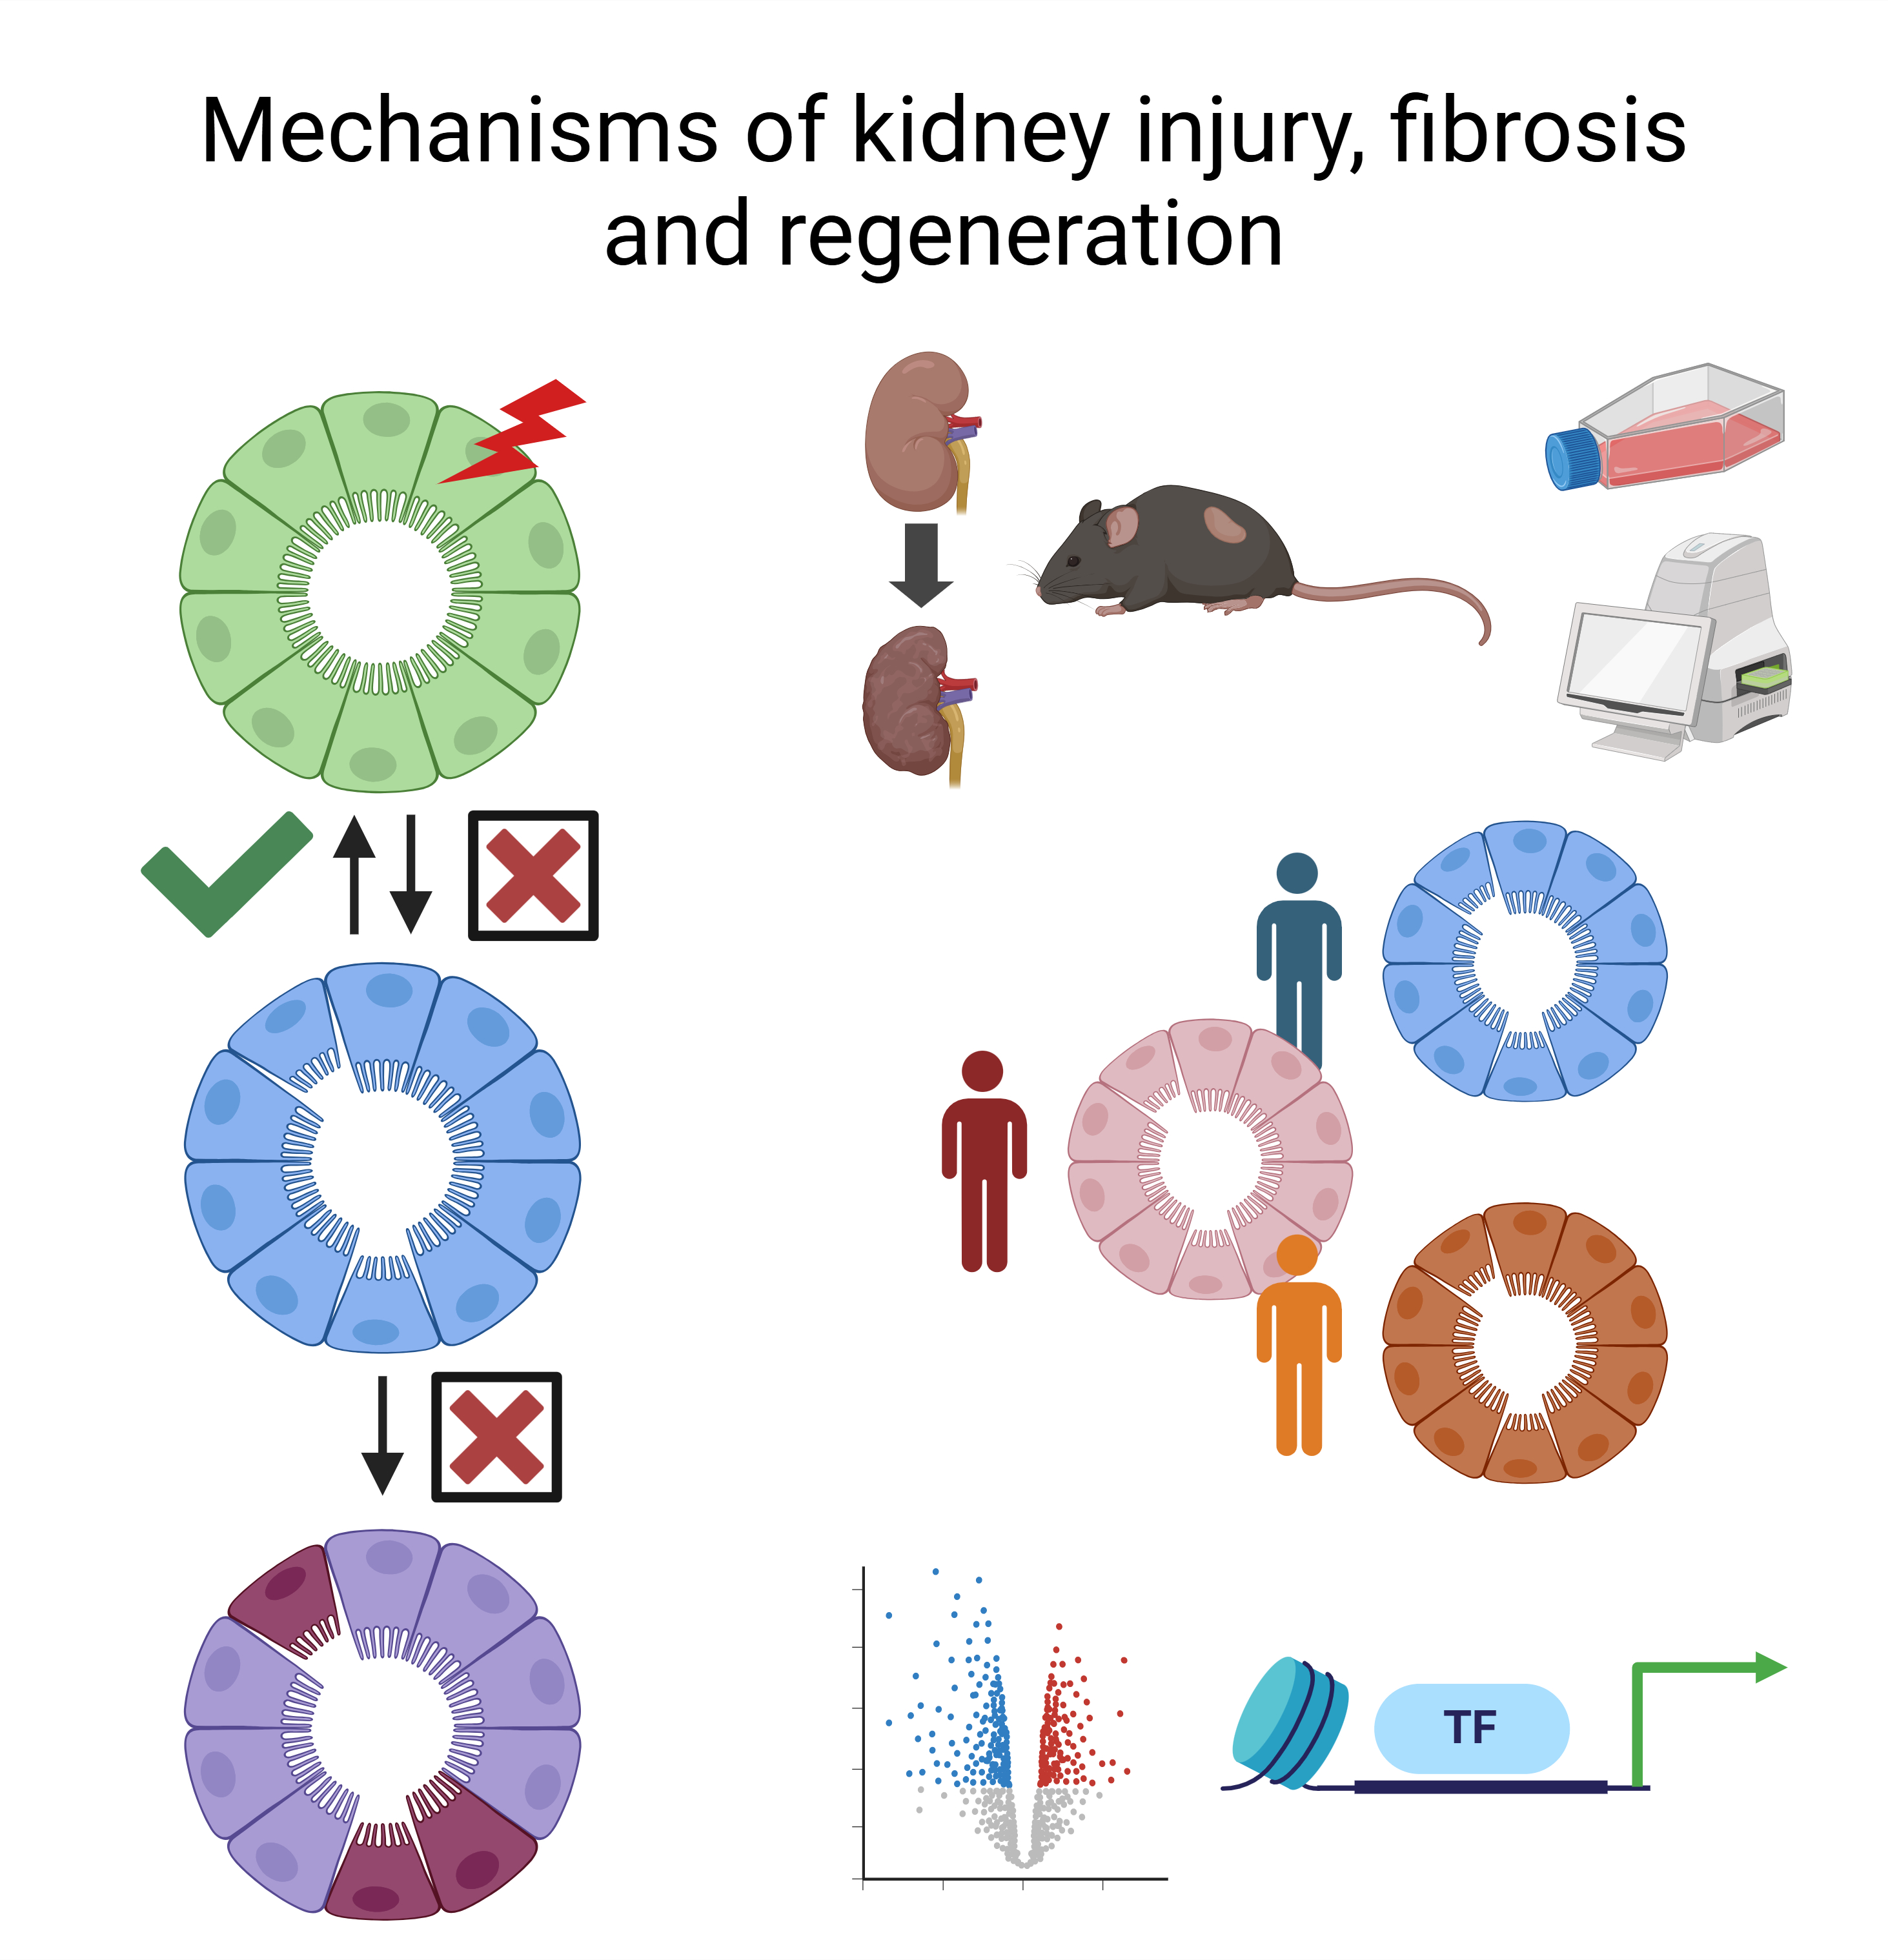 Mechanisms of kidney injury, fibrosis
and regeneration
TF